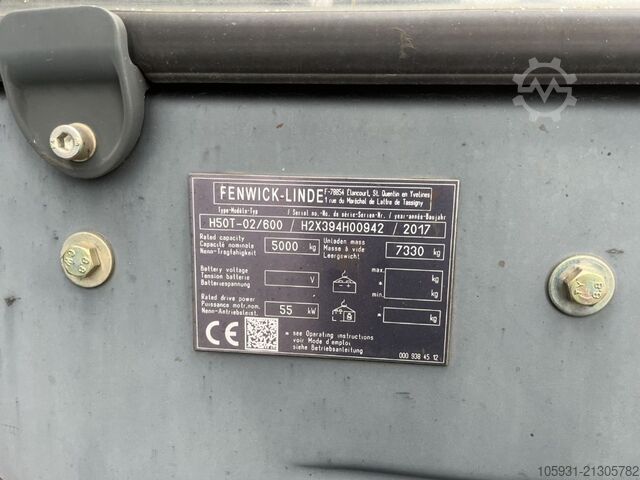 FENWICK-LINDE
F-78854 Élancourt, St. Quentin en Yvelines
1 rue du Maréchal de Lattre de Tassigny
Type-Modèle-Typ / Serial no.-No. de série-Serien-Nr. / year-année-Baujahr
H50T-02/600 / H2X394H00942 / 2017
Rated capacity
Capacité nominale
Nenn-Tragfähigkeit
5000 kg
Unladen mass
Masse à vide
Leergewicht
7330 kg
Battery voltage
Tension batterie
Batteriespannung
V
max. kg
*
min. kg
Rated drive power
Puissance motr.nom.
Nenn-Antriebsleist.
55 kW
* kg
CE
* see Operating instructions
voir Mode d'emploi
siehe Betriebsanleitung
000 938 45 12
105931-21305782